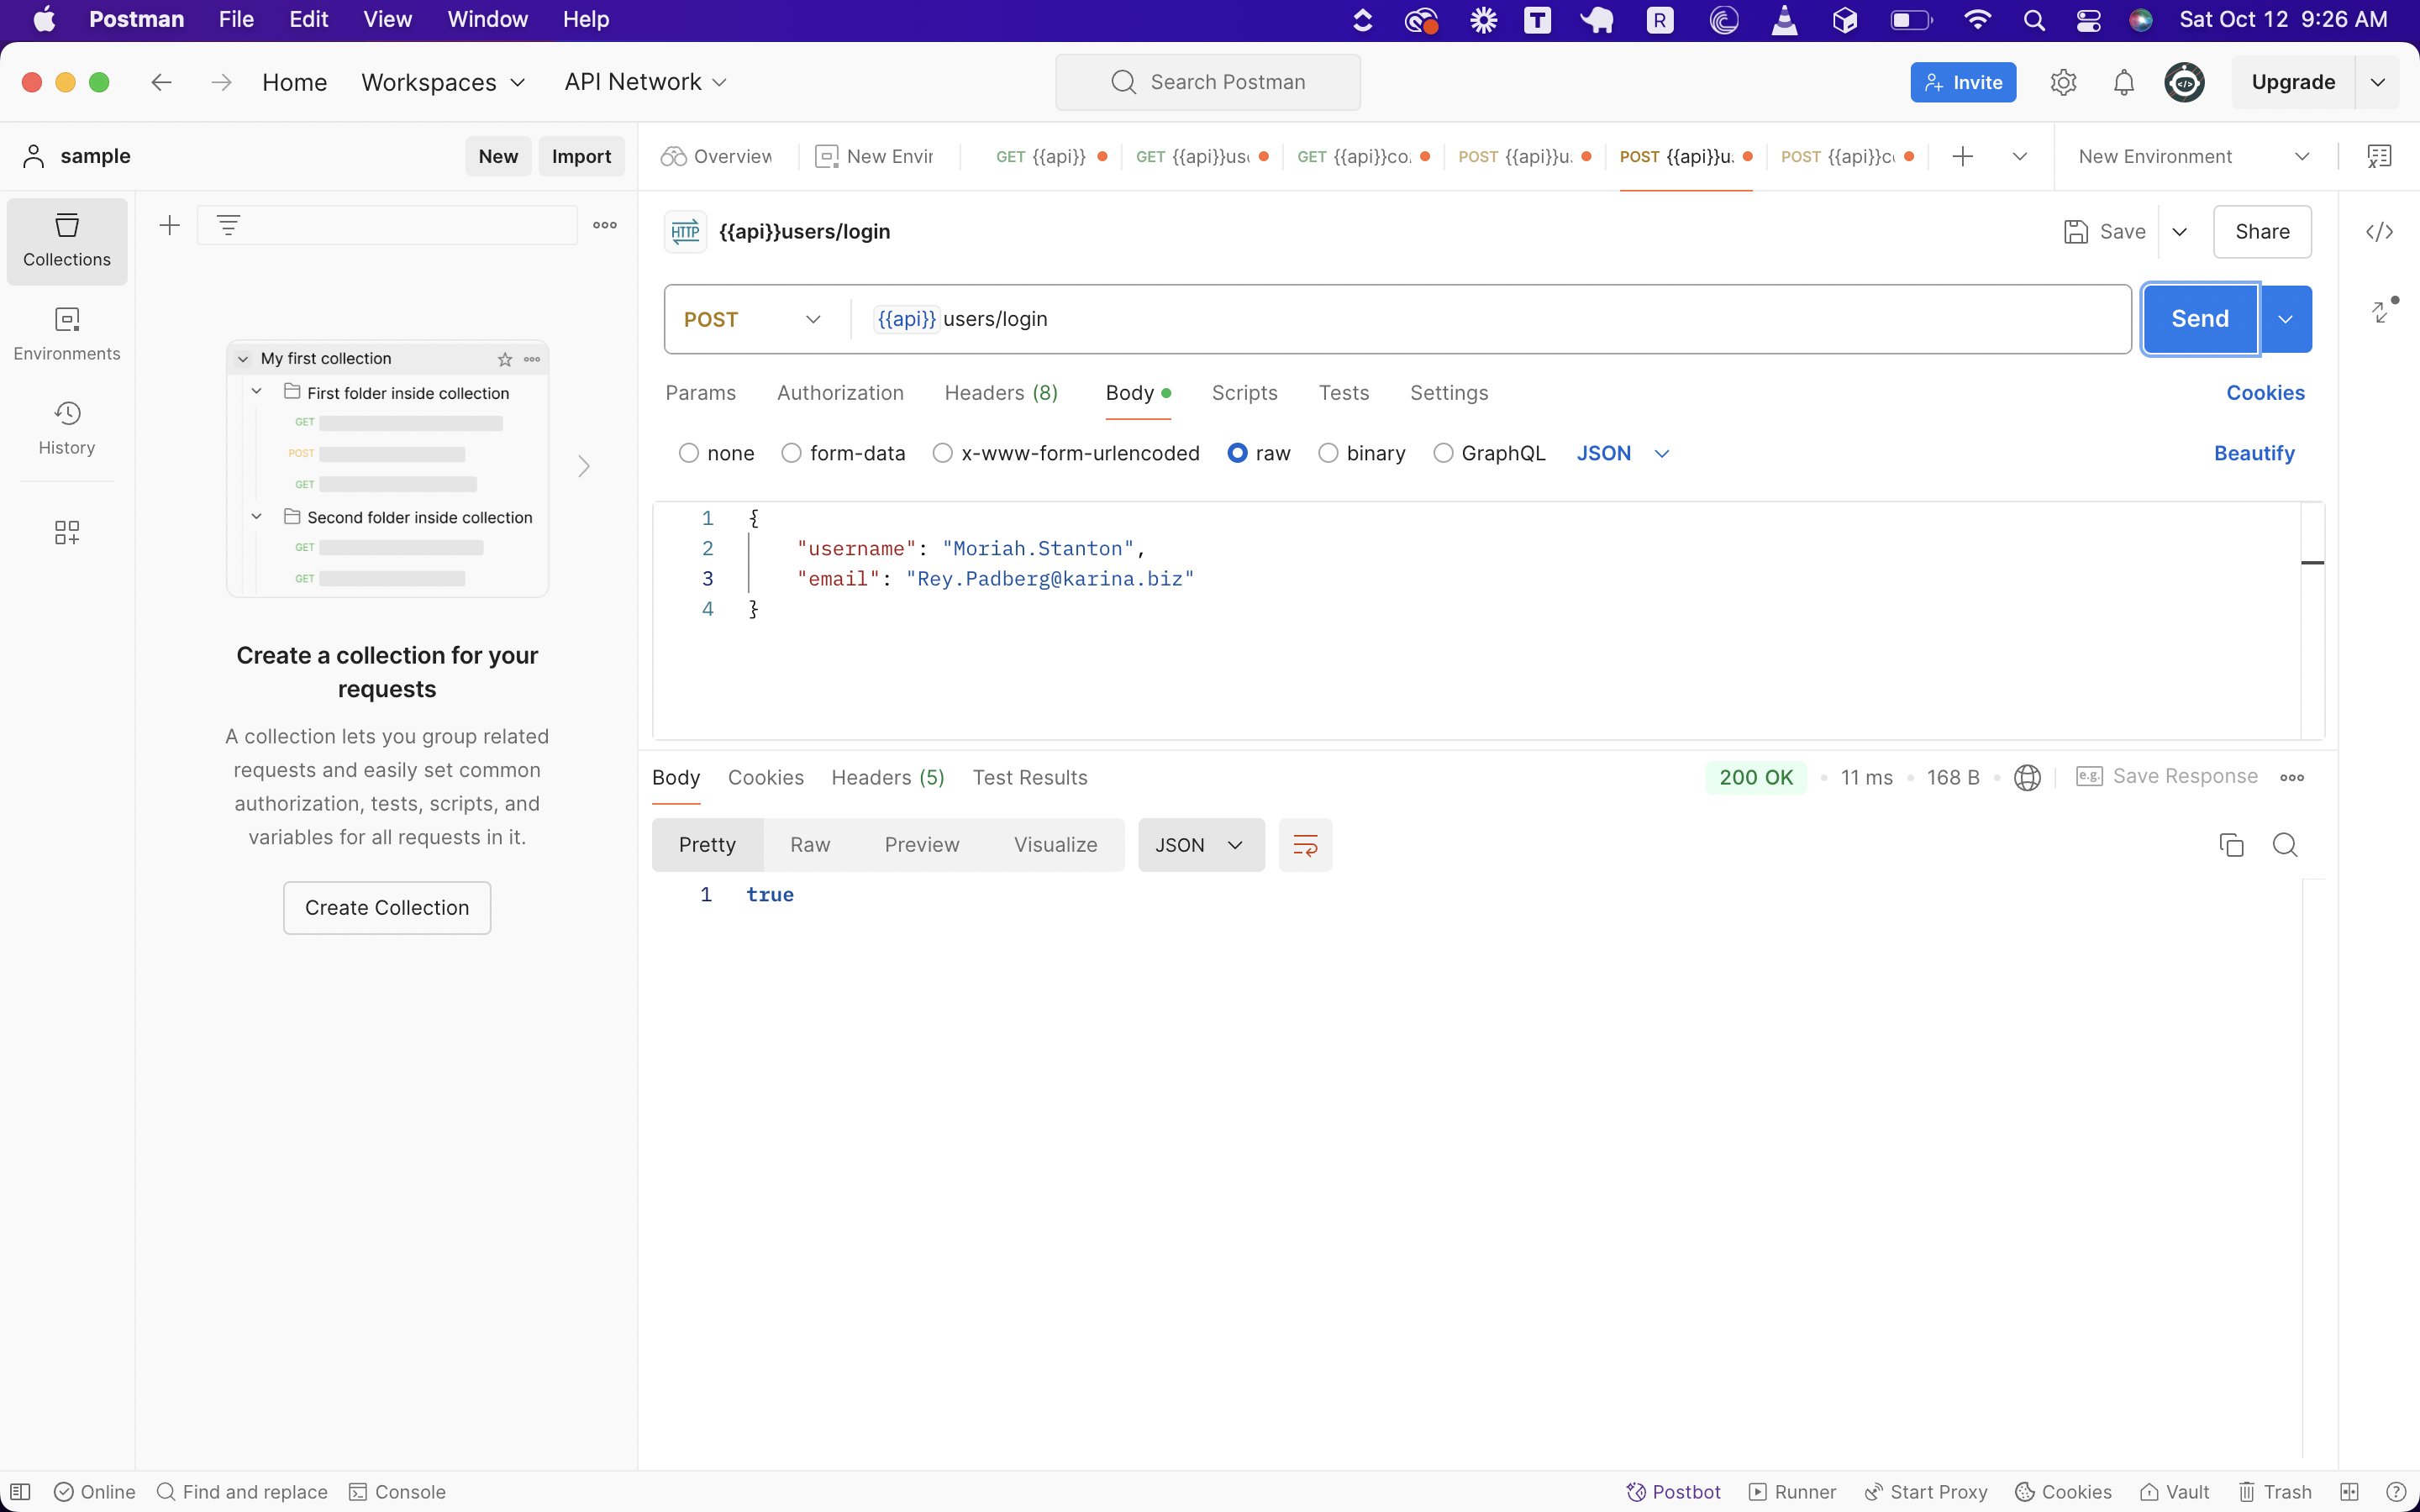 Postman File Edit View Window Help Sat Oct 12 9:26 AM
Home Workspaces API Network Search Postman Invite Upgrade
sample New Import Overview New Envir GET {{api}} GET {{api}}us GET {{api}}co. POST {{api}}u. POST {{api}}u. POST {{api}}c New Environment
Collections
Environments
History
My first collection
First folder inside collection
GET
POST
GET
Second folder inside collection
GET
GET
Create a collection for your
requests
A collection lets you group related
requests and easily set common
authorization, tests, scripts, and
variables for all requests in it.
Create Collection
HTTP {{api}}users/login Save Share
POST {{api}} users/login Send
Params Authorization Headers (8) Body Scripts Tests Settings Cookies
none form-data x-www-form-urlencoded raw binary GraphQL JSON Beautify
1 {
2 "username": "Moriah.Stanton",
3 "email": "Rey.Padberg@karina.biz"
4 }
Body Cookies Headers (5) Test Results 200 OK 11 ms 168 B e.g. Save Response
Pretty Raw Preview Visualize JSON
1 true
Online Find and replace Console Postbot Runner Start Proxy Cookies Vault Trash